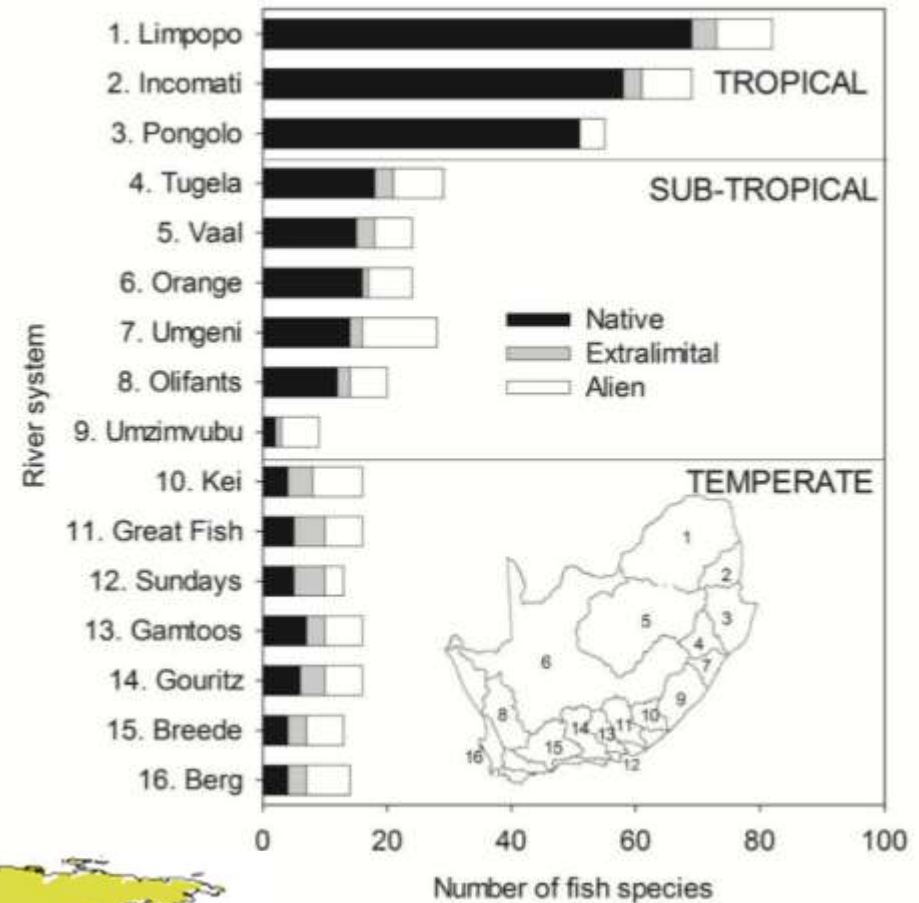 1. Limpopo
2. Incomati
TROPICAL
3. Pongolo
4. Tugela
SUB-TROPICAL
5. Vaal
6. Orange
7. Umgeni
Native
Extralimital
8. Olifants
Alien
9. Umzimvubu
River system
10. Kei
TEMPERATE
11. Great Fish
12. Sundays
13. Gamtoos
14. Gouritz
15. Breede
16. Berg
1
2
3
4
5
6
7
8
9
10
11
12
13
14
15
16
0 20 40 60 80 100
Number of fish species